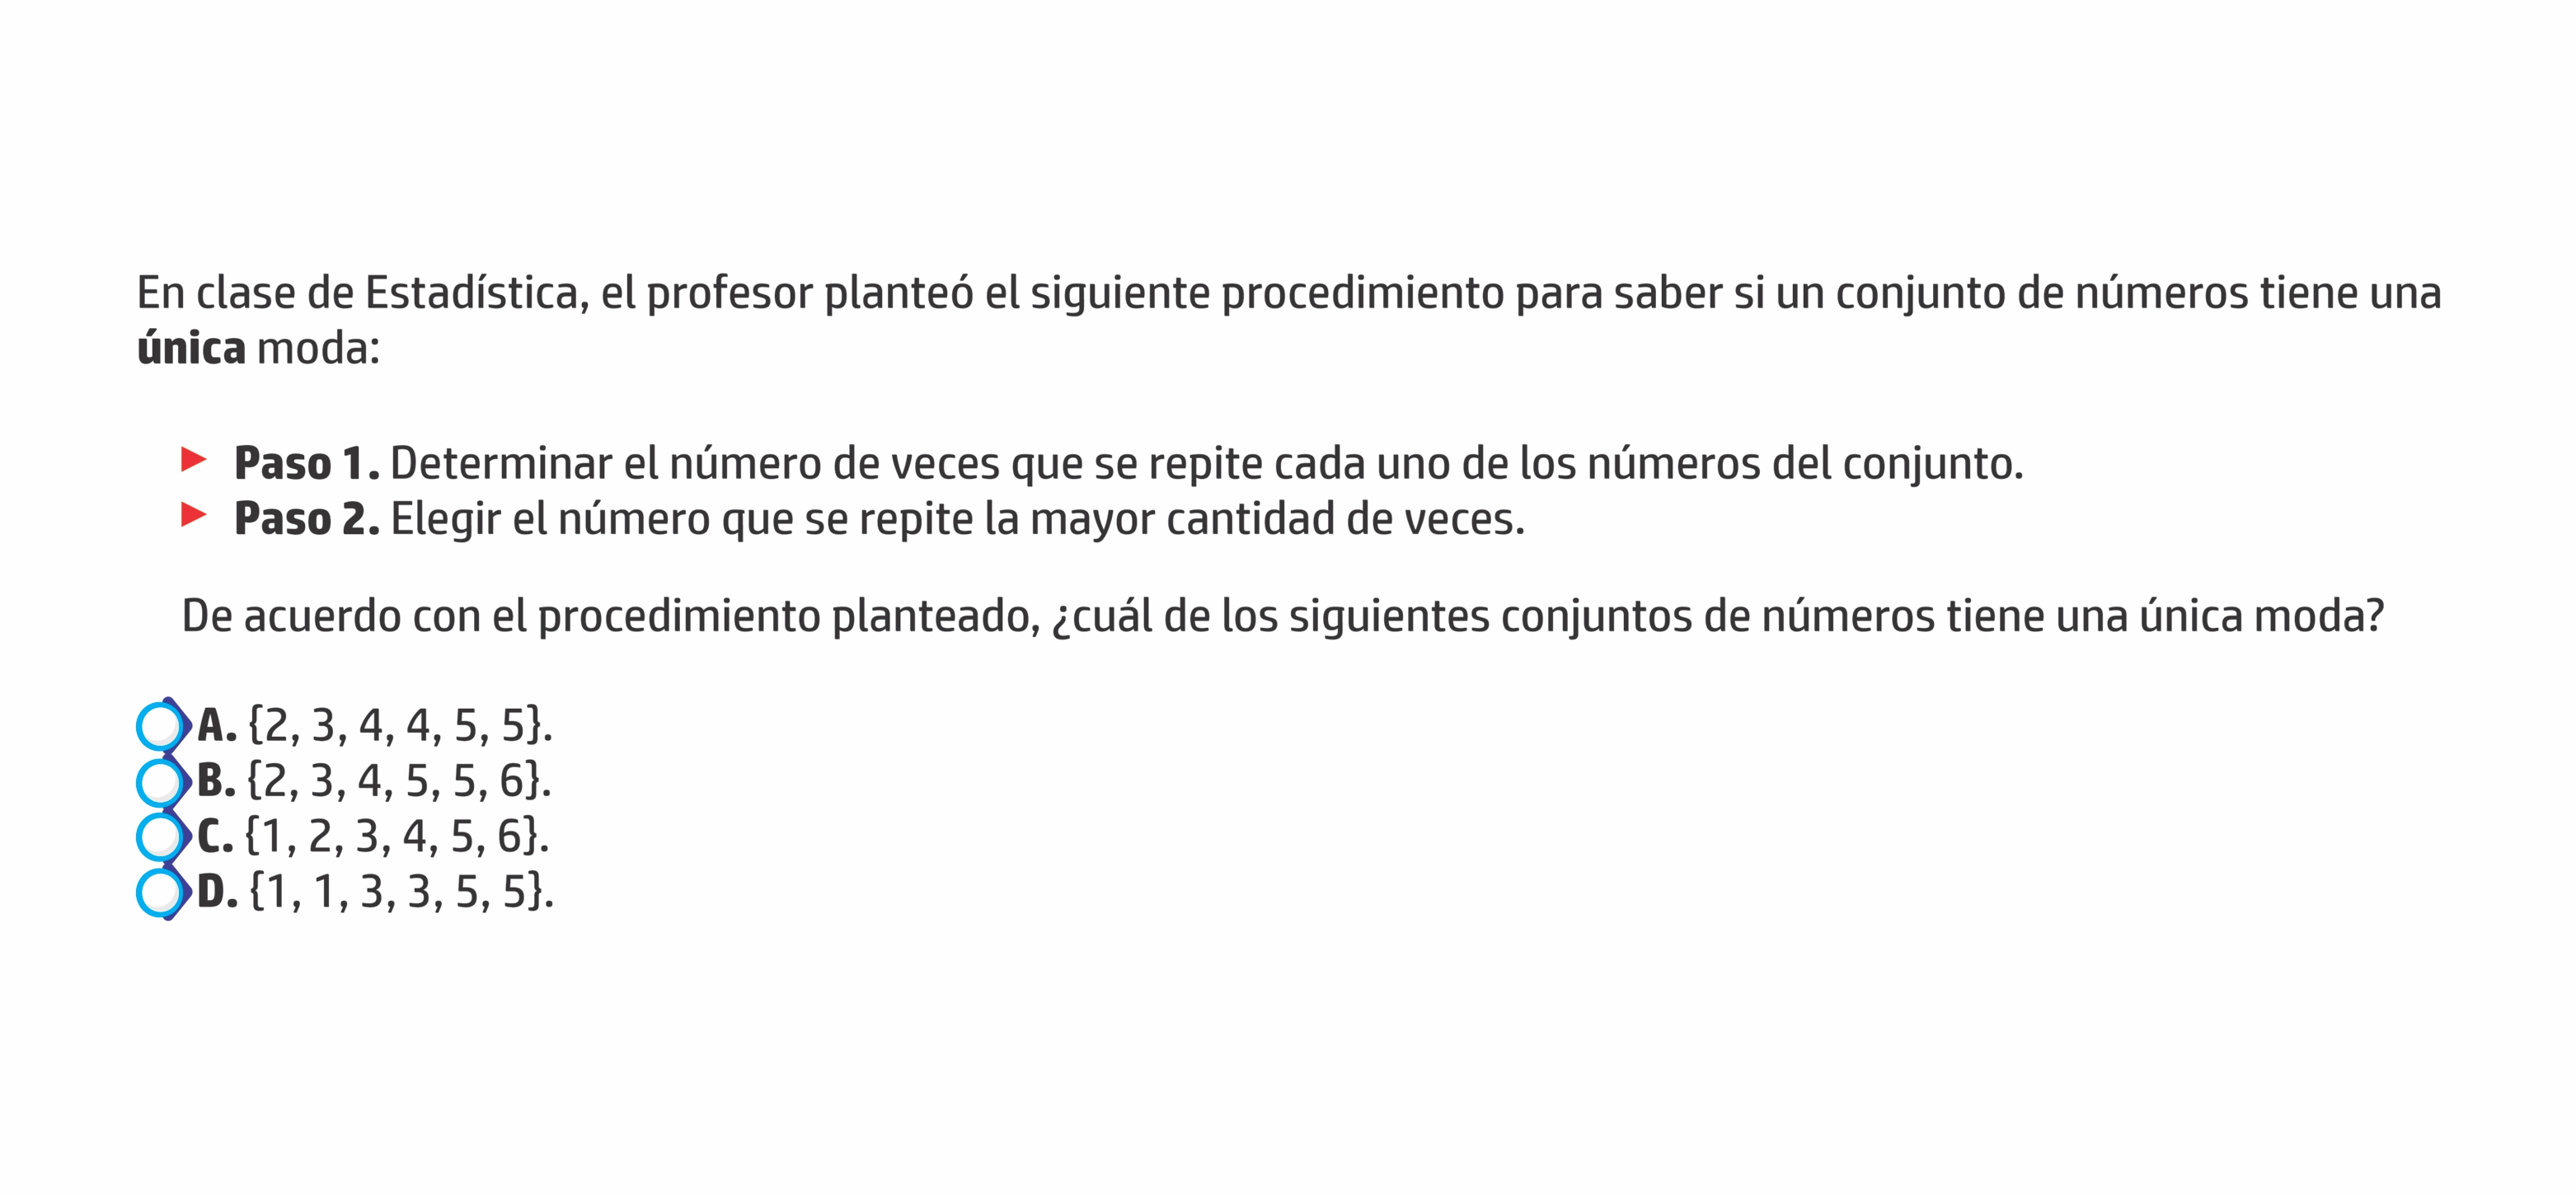 En clase de Estadística, el profesor planteó el siguiente procedimiento para saber si un conjunto de números tiene una
única moda:
Paso 1. Determinar el número de veces que se repite cada uno de los números del conjunto.
Paso 2. Elegir el número que se repite la mayor cantidad de veces.
De acuerdo con el procedimiento planteado, ¿cuál de los siguientes conjuntos de números tiene una única moda?
A. {2, 3, 4, 4, 5, 5}.
B. {2, 3, 4, 5, 5, 6}.
C. {1, 2, 3, 4, 5, 6}.
D. {1, 1, 3, 3, 5, 5}.